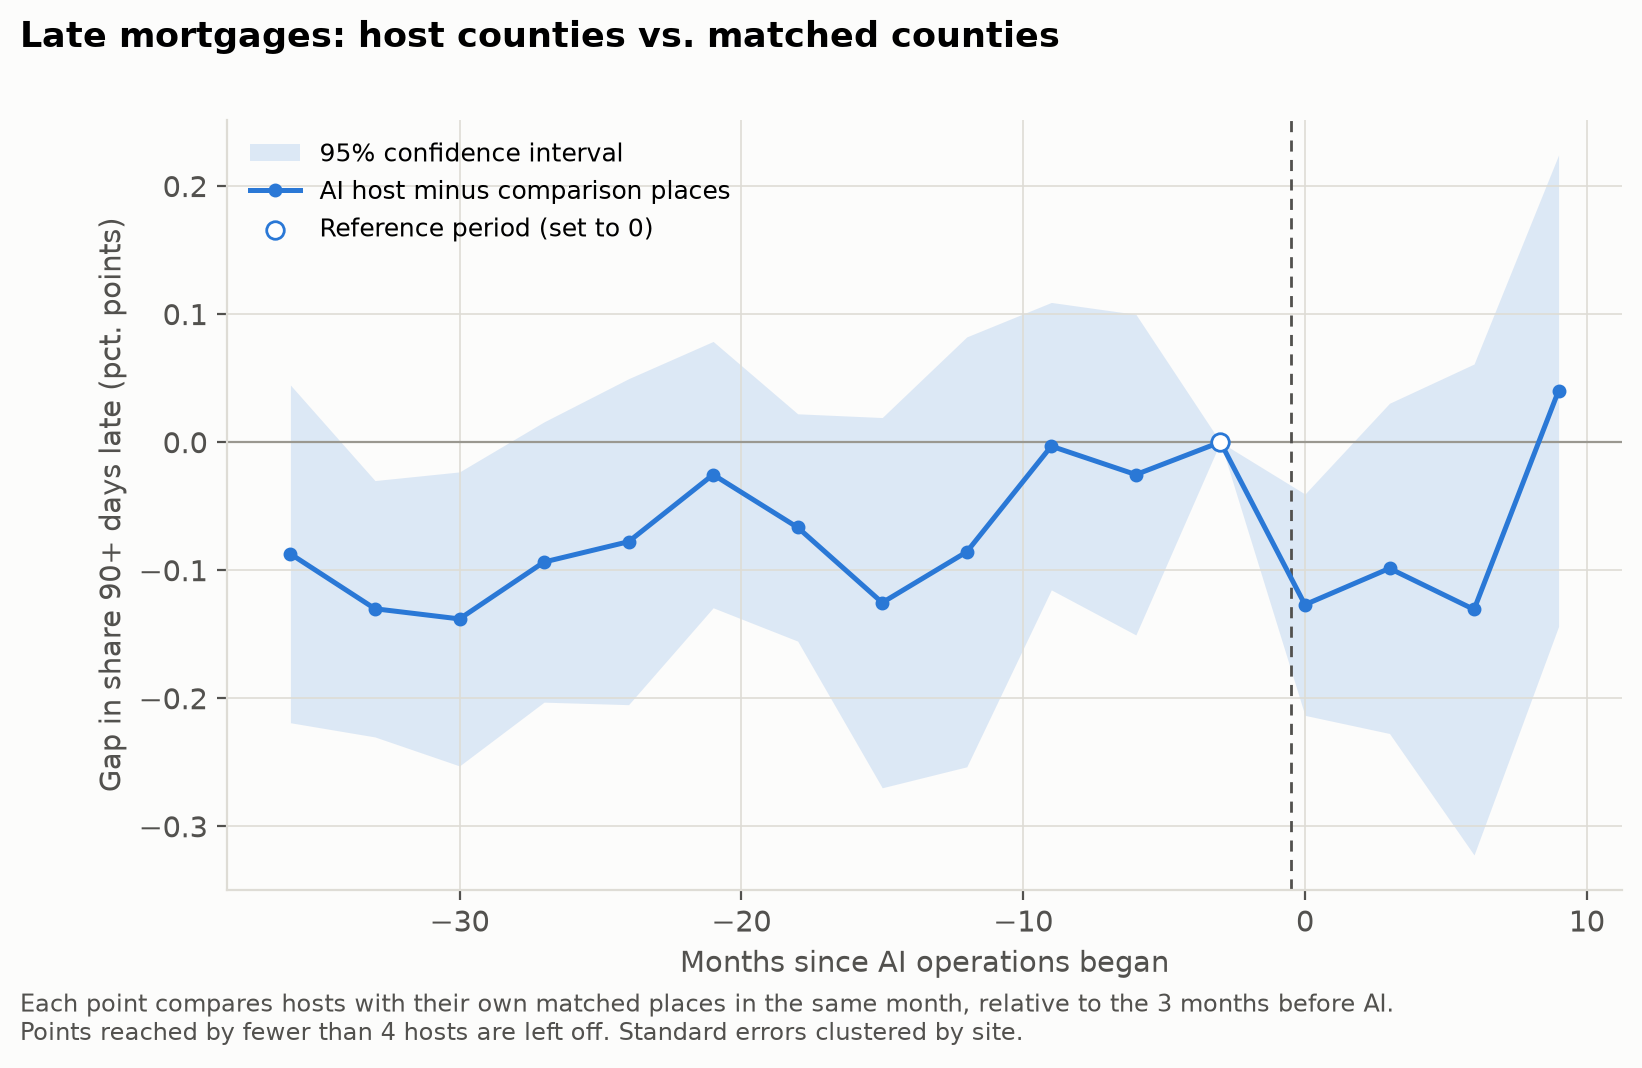 Late mortgages: host counties vs. matched counties
95% confidence interval
AI host minus comparison places
Reference period (set to 0)
Gap in share 90+ days late (pct. points)
0.2
0.1
0.0
−0.1
−0.2
−0.3
−30
−20
−10
0
10
Months since AI operations began
Each point compares hosts with their own matched places in the same month, relative to the 3 months before AI.
Points reached by fewer than 4 hosts are left off. Standard errors clustered by site.